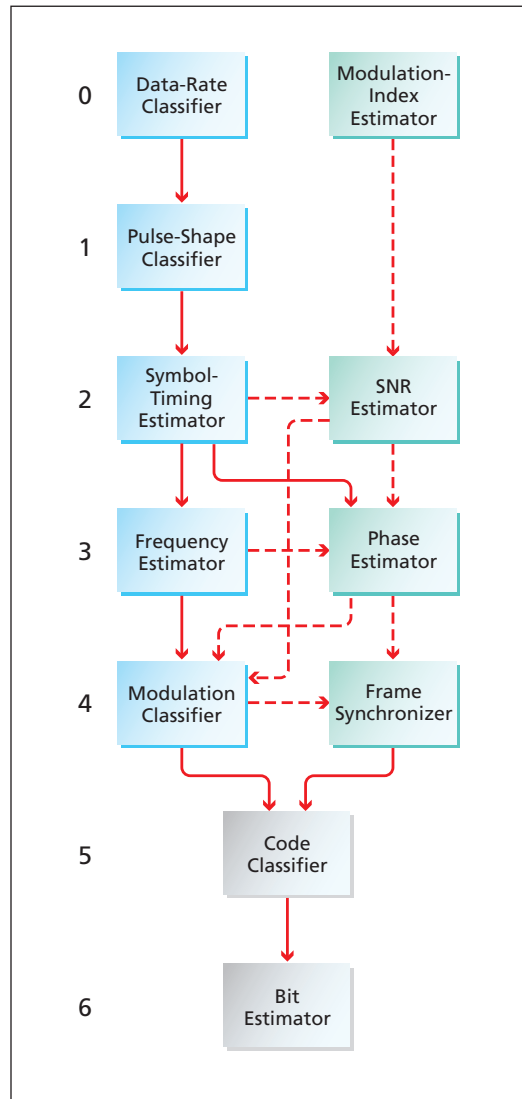 0
Data-Rate
Classifier
Modulation-
Index
Estimator
1
Pulse-Shape
Classifier
2
Symbol-
Timing
Estimator
SNR
Estimator
3
Frequency
Estimator
Phase
Estimator
4
Modulation
Classifier
Frame
Synchronizer
5
Code
Classifier
6
Bit
Estimator